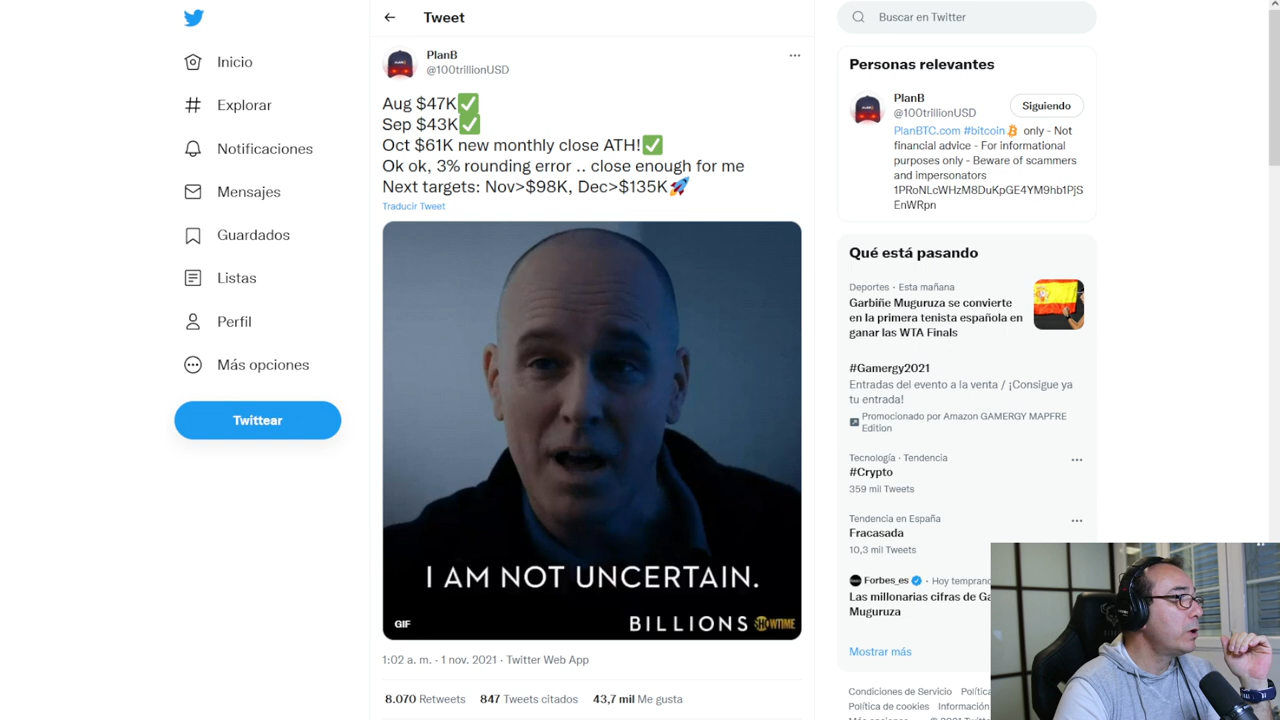 Inicio
Explorar
Notificaciones
Mensajes
Guardados
Listas
Perfil
Más opciones
Twittear
Tweet
PlanB
@100trillionUSD
Aug $47K✅
Sep $43K✅
Oct $61K new monthly close ATH!✅
Ok ok, 3% rounding error .. close enough for me
Next targets: Nov>$98K, Dec>$135K🚀
Traducir Tweet
I AM NOT UNCERTAIN.
GIF
BILLIONS SHOWTIME
1:02 a. m. · 1 nov. 2021 · Twitter Web App
8.070 Retweets 847 Tweets citados 43,7 mil Me gusta
Buscar en Twitter
Personas relevantes
PlanB
@100trillionUSD
Siguiendo
PlanBTC.com #bitcoin only - Not
financial advice - For informational
purposes only - Beware of scammers
and impersonators
1PRoNLcWHzM8DuKpGE4YM9hb1PjS
EnWRpn
Qué está pasando
Deportes · Esta mañana
Garbiñe Muguruza se convierte
en la primera tenista española en
ganar las WTA Finals
#Gamergy2021
Entradas del evento a la venta / ¡Consigue ya
tu entrada!
Promocionado por Amazon GAMERGY MAPFRE
Edition
Tecnología · Tendencia
#Crypto
359 mil Tweets
Tendencia en España
Fracasada
10,3 mil Tweets
Forbes_es · Hoy tempranc
Las millonarias cifras de Ga
Muguruza
Mostrar más
Condiciones de Servicio
Política de cookies